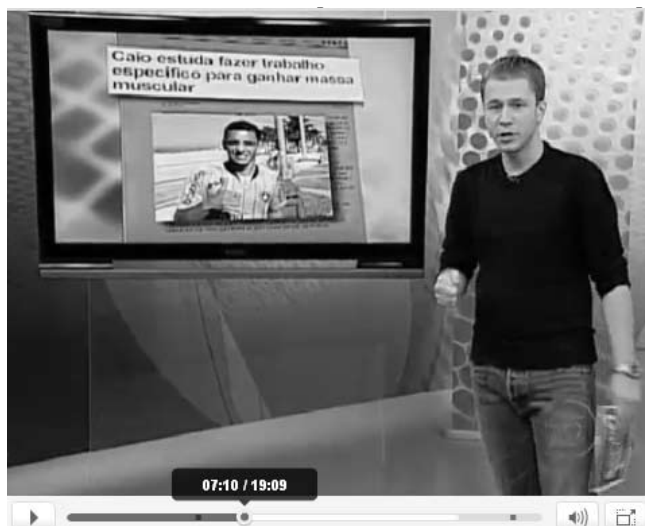 Caio estuda fazer trabalho
específico para ganhar massa
muscular
07:10 / 19:09